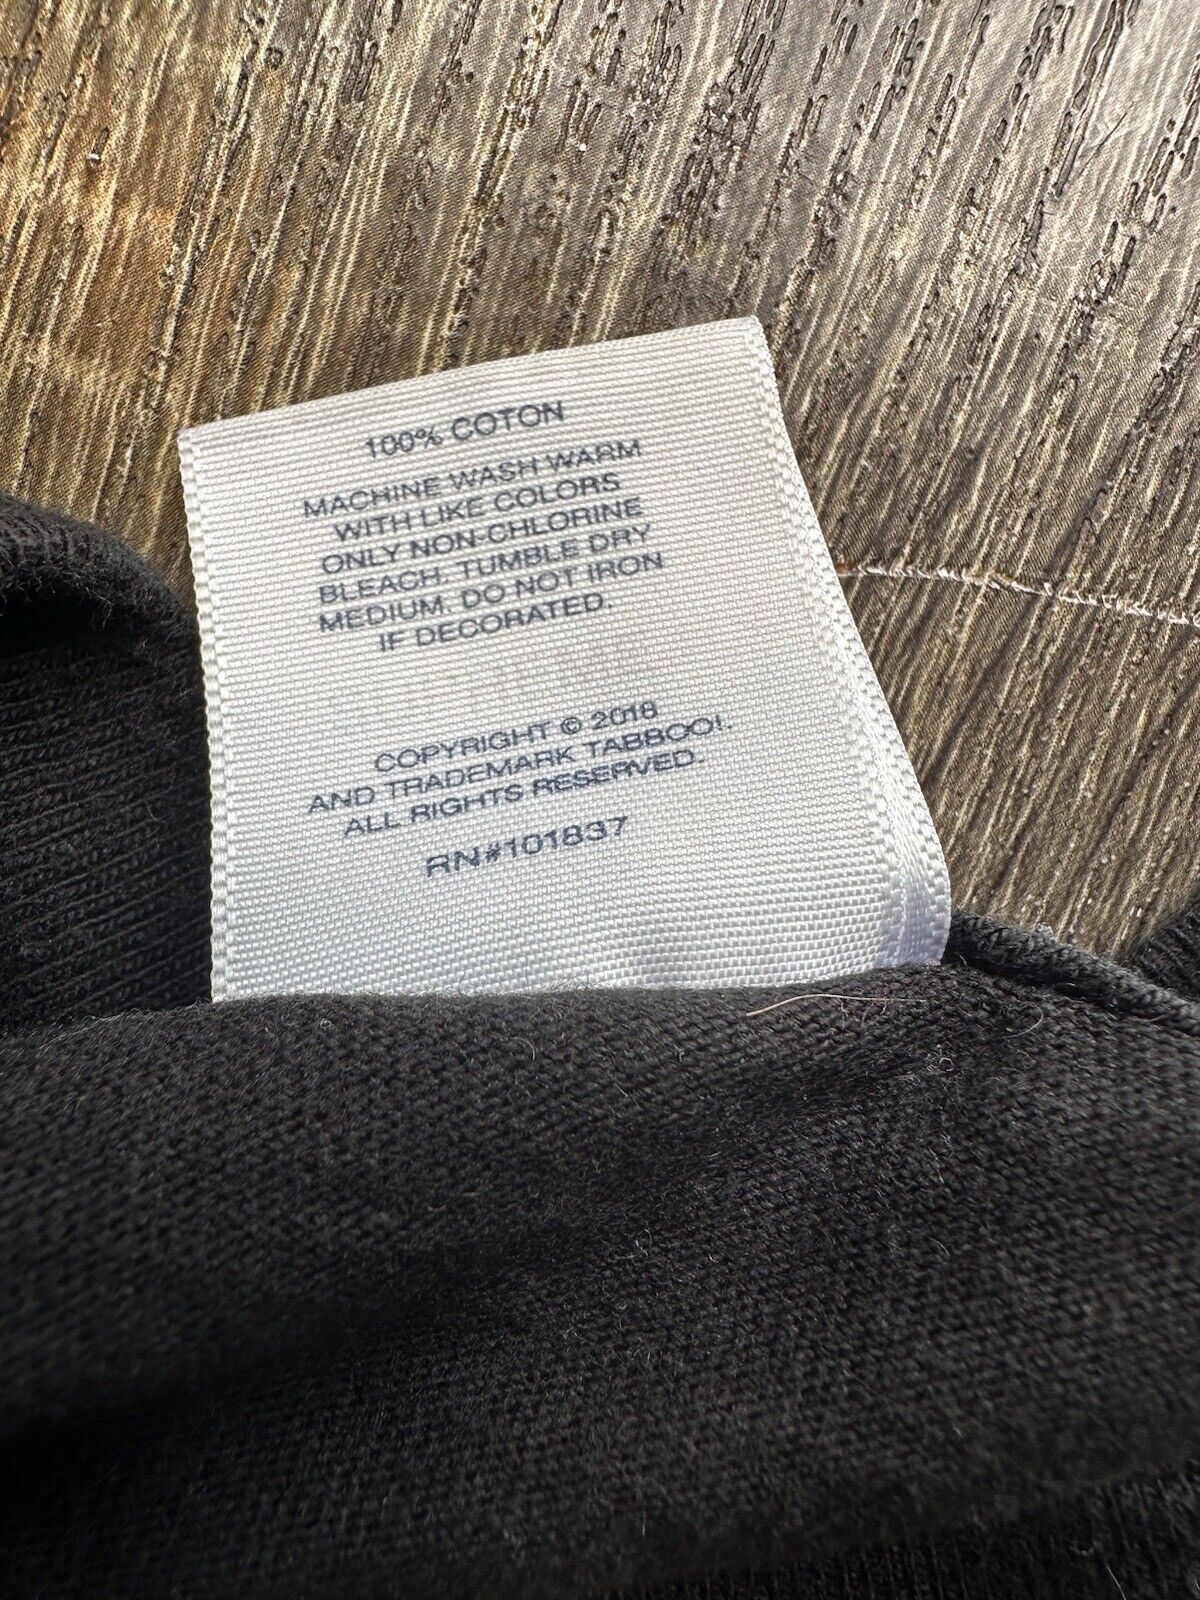 100% COTON
MACHINE WASH WARM
WITH LIKE COLORS
ONLY NON-CHLORINE
BLEACH. TUMBLE DRY
MEDIUM. DO NOT IRON
IF DECORATED.
COPYRIGHT © 2018
AND TRADEMARK TABBOO!.
ALL RIGHTS RESERVED.
RN#101837